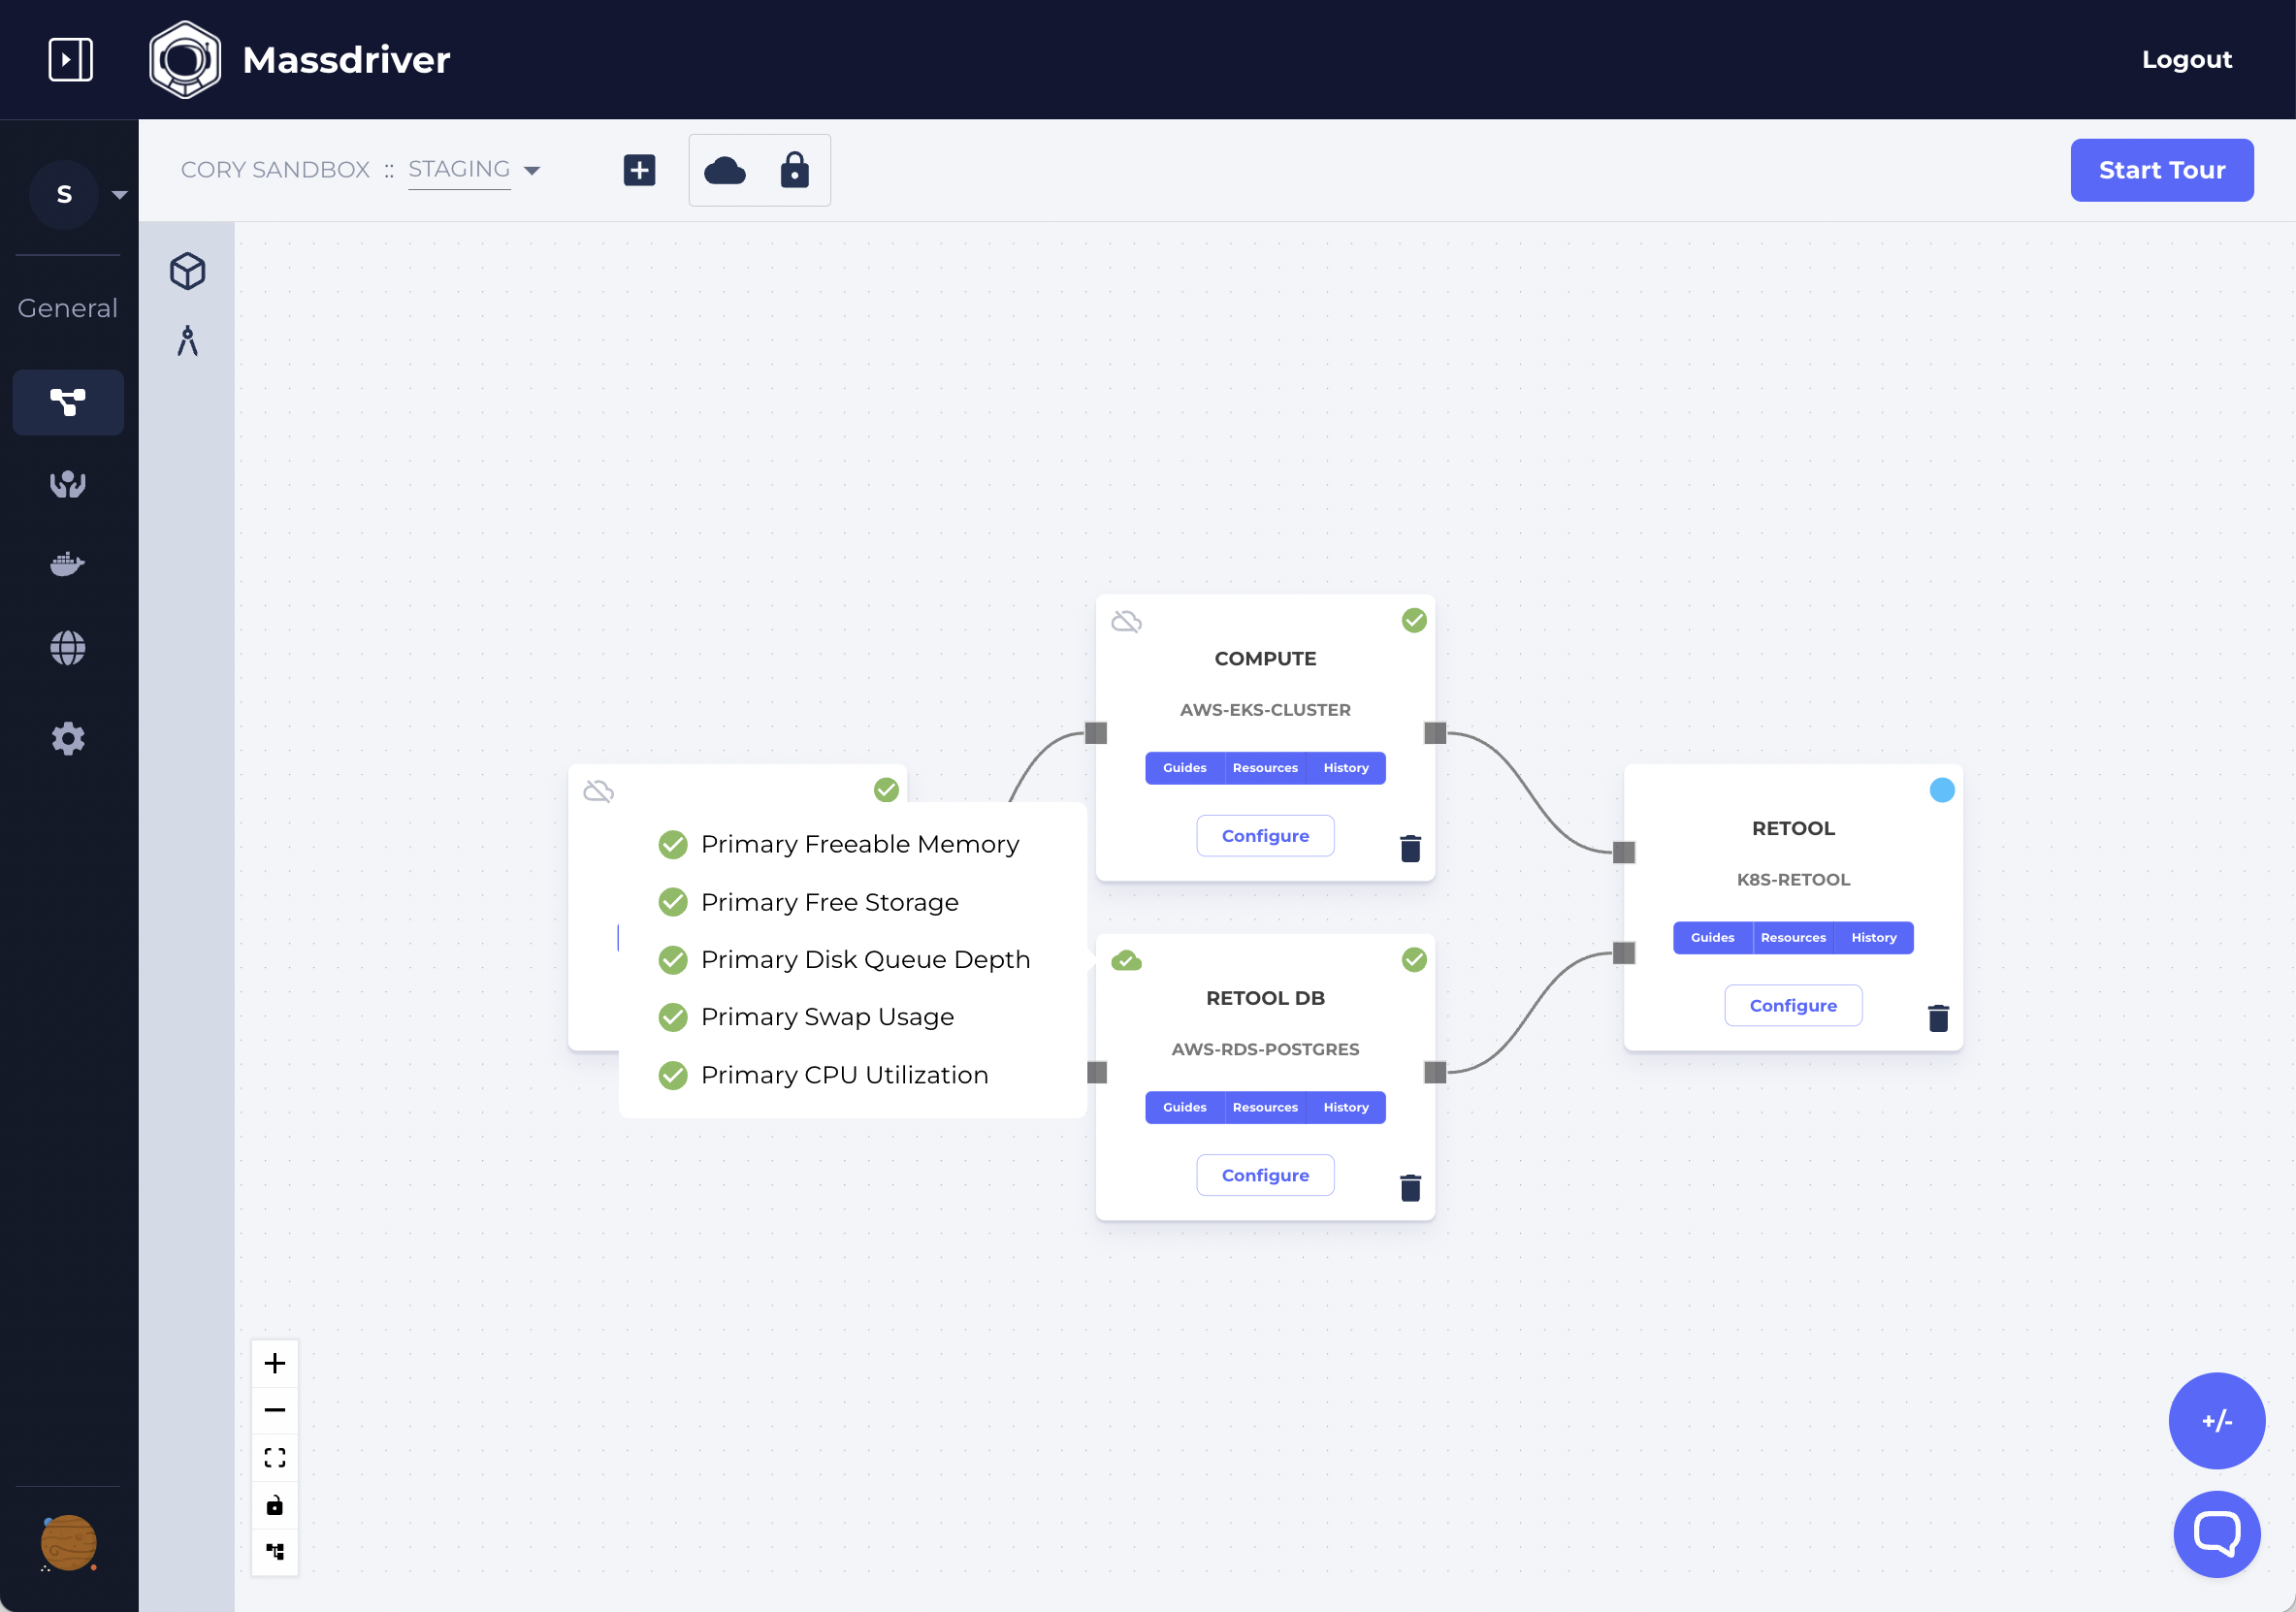 Massdriver
Logout
S
CORY SANDBOX :: STAGING
Start Tour
General
COMPUTE
AWS-EKS-CLUSTER
Guides Resources History
Configure
Primary Freeable Memory
Primary Free Storage
Primary Disk Queue Depth
Primary Swap Usage
Primary CPU Utilization
RETOOL DB
AWS-RDS-POSTGRES
Guides Resources History
Configure
RETOOL
K8S-RETOOL
Guides Resources History
Configure
+/-